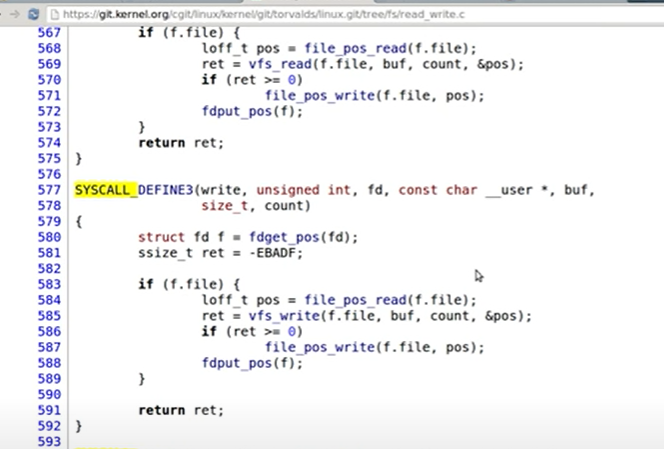 https://git.kernel.org/cgit/linux/kernel/git/torvalds/linux.git/tree/fs/read_write.c
567         if (f.file) {
568                 loff_t pos = file_pos_read(f.file);
569                 ret = vfs_read(f.file, buf, count, &pos);
570                 if (ret >= 0)
571                         file_pos_write(f.file, pos);
572                 fdput_pos(f);
573         }
574         return ret;
575 }
576
577 SYSCALL_DEFINE3(write, unsigned int, fd, const char __user *, buf,
578                 size_t, count)
579 {
580         struct fd f = fdget_pos(fd);
581         ssize_t ret = -EBADF;
582
583         if (f.file) {
584                 loff_t pos = file_pos_read(f.file);
585                 ret = vfs_write(f.file, buf, count, &pos);
586                 if (ret >= 0)
587                         file_pos_write(f.file, pos);
588                 fdput_pos(f);
589         }
590
591         return ret;
592 }
593